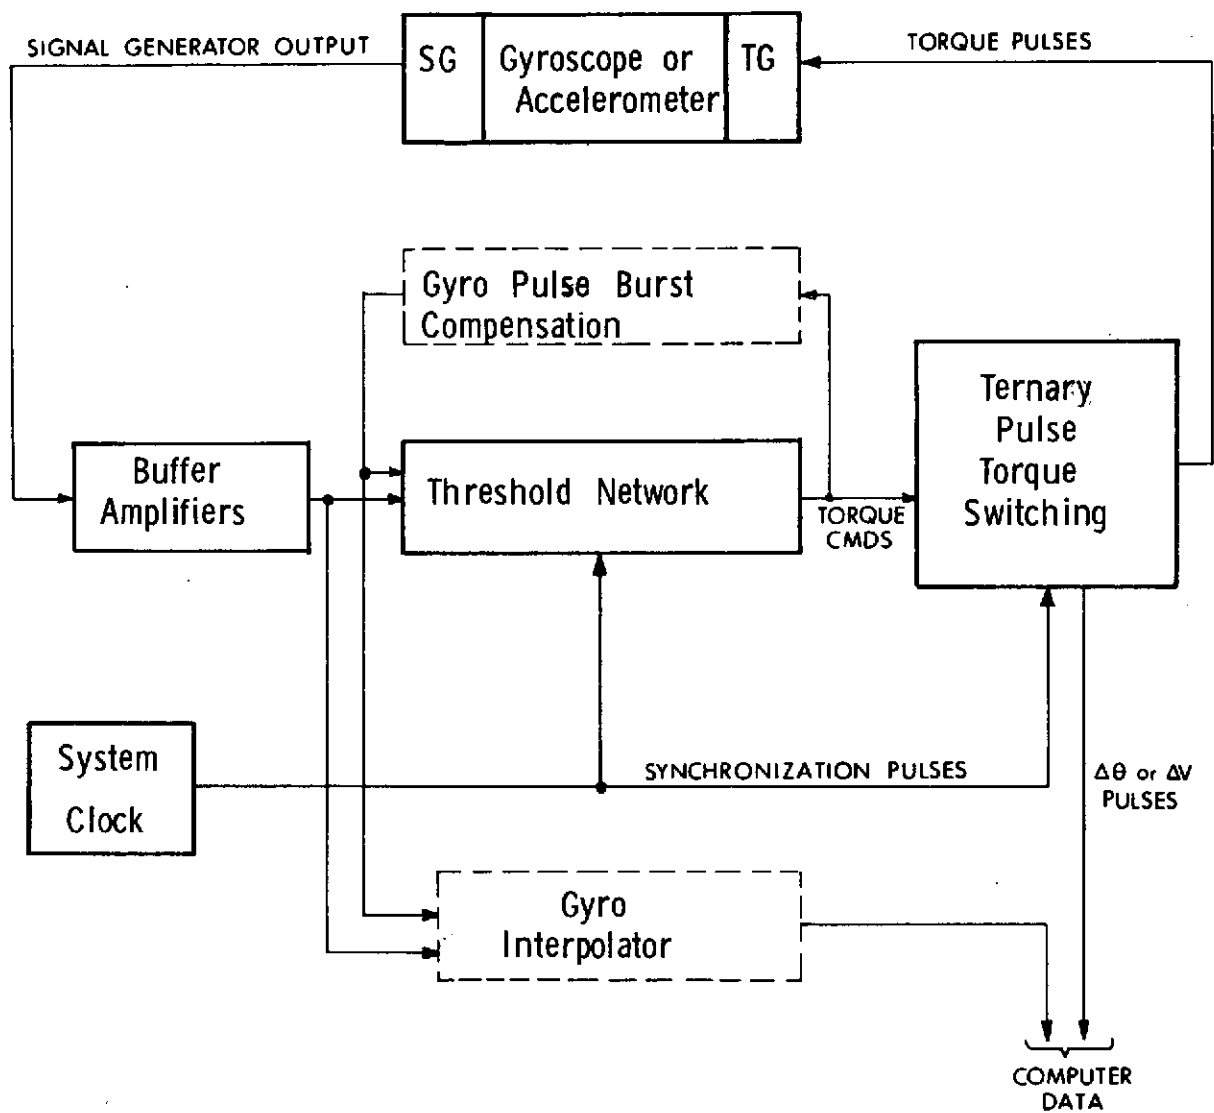 SIGNAL GENERATOR OUTPUT
SG
Gyroscope or
Accelerometer
TG
TORQUE PULSES
Gyro Pulse Burst
Compensation
Ternary
Pulse
Torque
Switching
Buffer
Amplifiers
Threshold Network
TORQUE
CMDS
System
Clock
SYNCHRONIZATION PULSES
Δθ or ΔV
PULSES
Gyro
Interpolator
COMPUTER
DATA